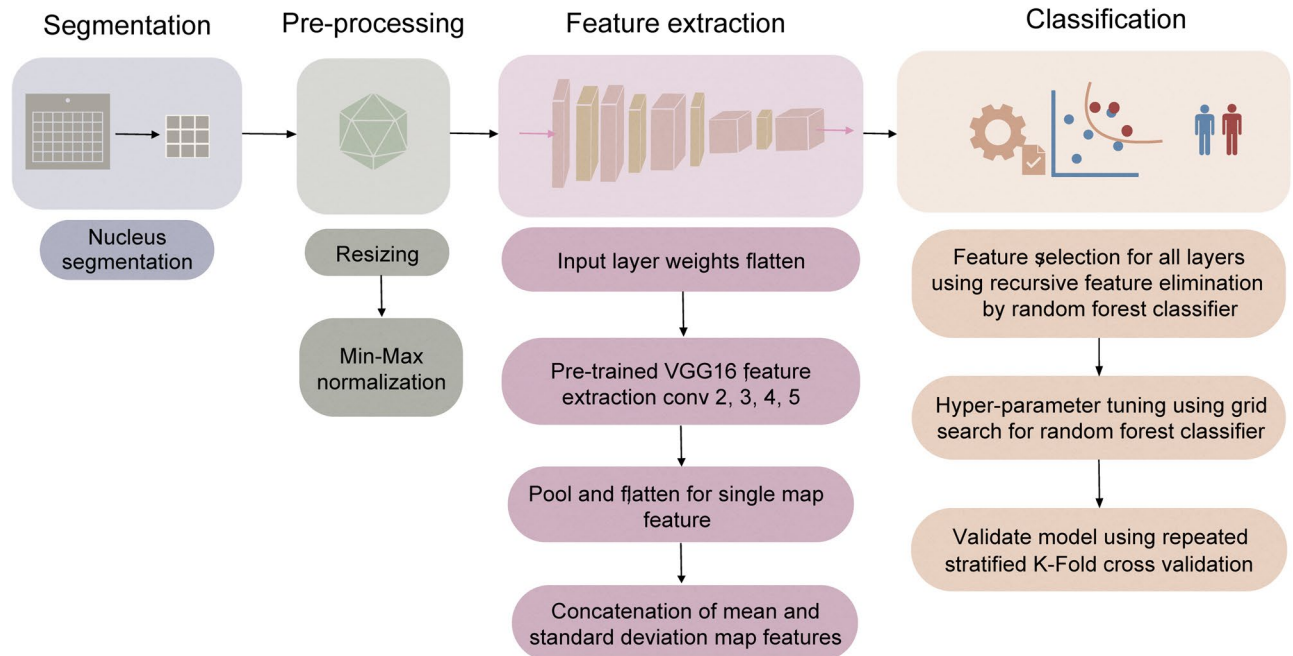 Segmentation
Pre-processing
Feature extraction
Classification
Nucleus
segmentation
Resizing
Min-Max
normalization
Input layer weights flatten
Pre-trained VGG16 feature
extraction conv 2, 3, 4, 5
Pool and flatten for single map
feature
Concatenation of mean and
standard deviation map features
Feature selection for all layers
using recursive feature elimination
by random forest classifier
Hyper-parameter tuning using grid
search for random forest classifier
Validate model using repeated
stratified K-Fold cross validation